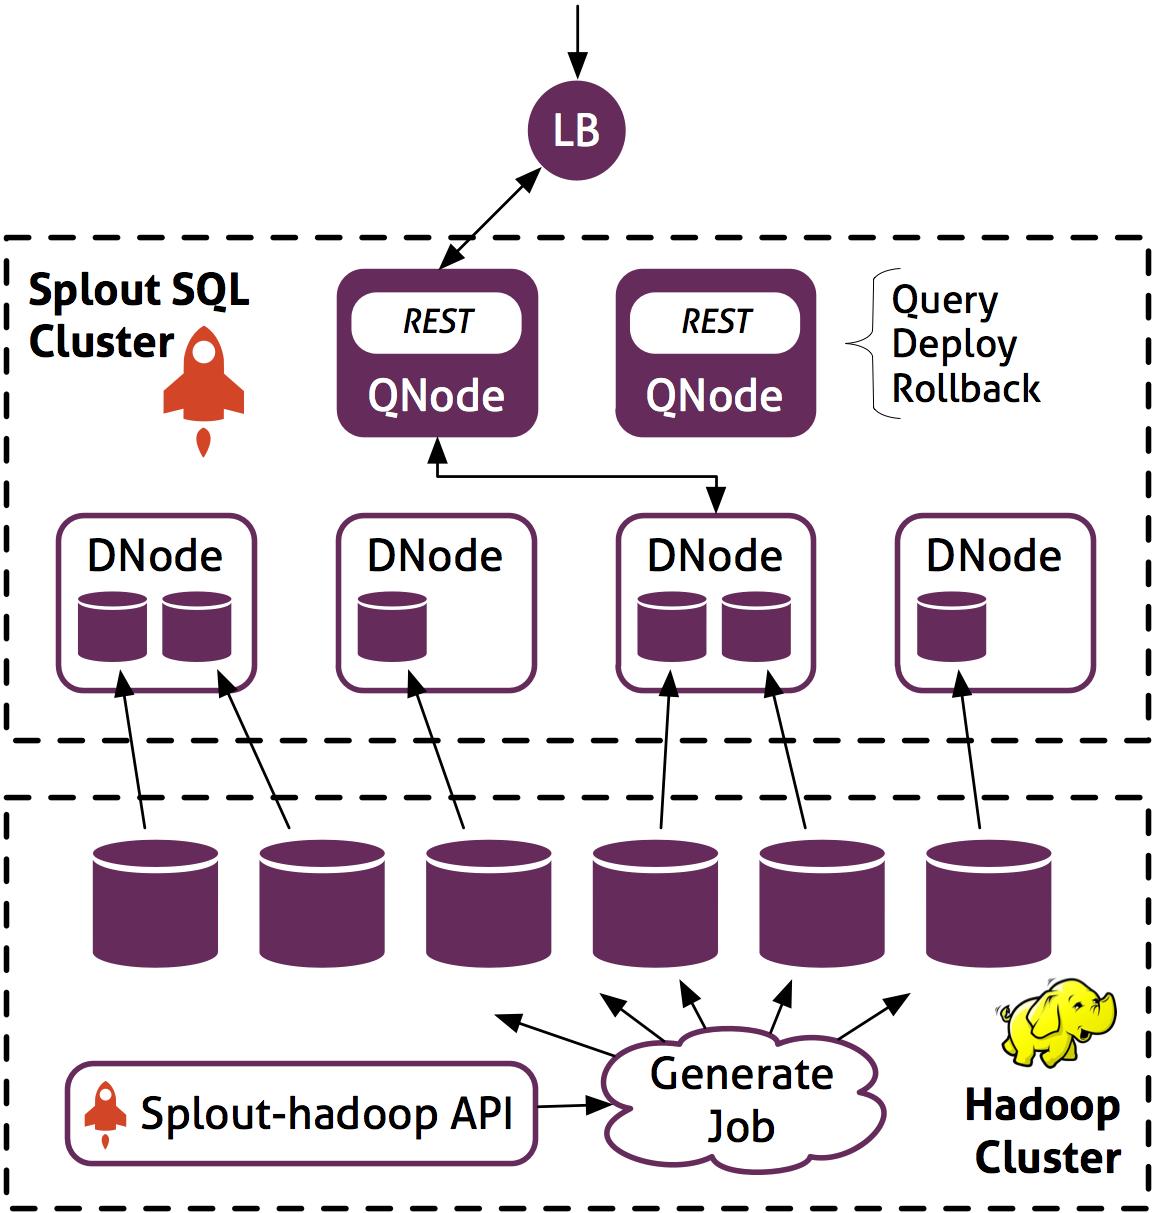 LB
Splout SQL
Cluster
REST
QNode
REST
QNode
Query
Deploy
Rollback
DNode
DNode
DNode
DNode
Splout-hadoop API
Generate
Job
Hadoop
Cluster